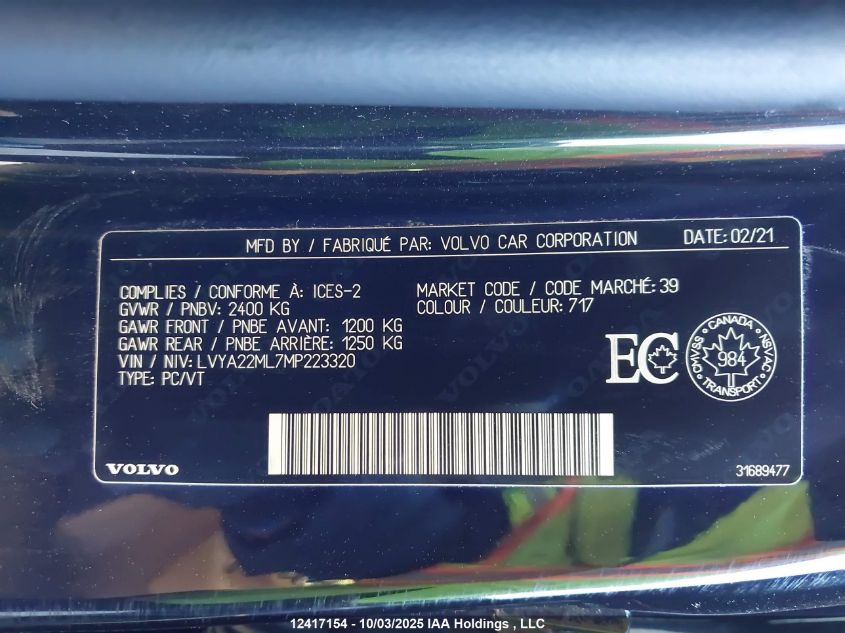 MFD BY / FABRIQUÉ PAR: VOLVO CAR CORPORATION DATE: 02/21
COMPLIES / CONFORME À: ICES-2
GVWR / PNBV: 2400 KG
GAWR FRONT / PNBE AVANT: 1200 KG
GAWR REAR / PNBE ARRIÈRE: 1250 KG
VIN / NIV: LVYA22ML7MP223320
TYPE: PC/VT
MARKET CODE / CODE MARCHÉ: 39
COLOUR / COULEUR: 717
EC
CANADA
CMVSS
984
NSVAC
TRANSPORT
VOLVO
31689477
12417154 - 10/03/2025 IAA Holdings , LLC